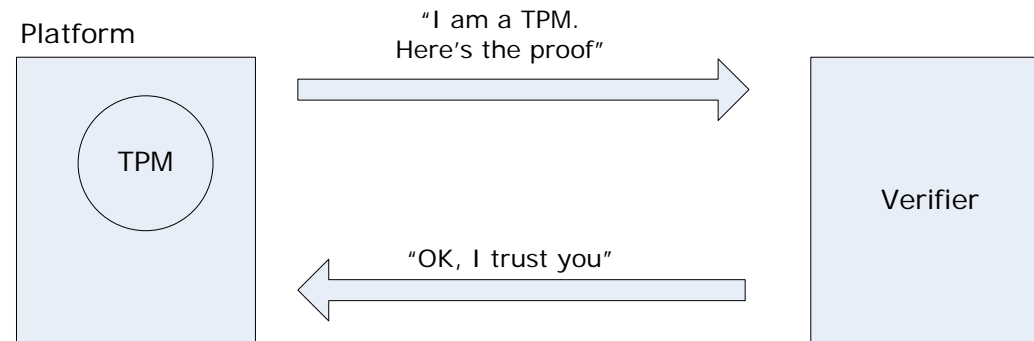 Platform
“I am a TPM.
Here's the proof”
TPM
Verifier
“OK, I trust you”